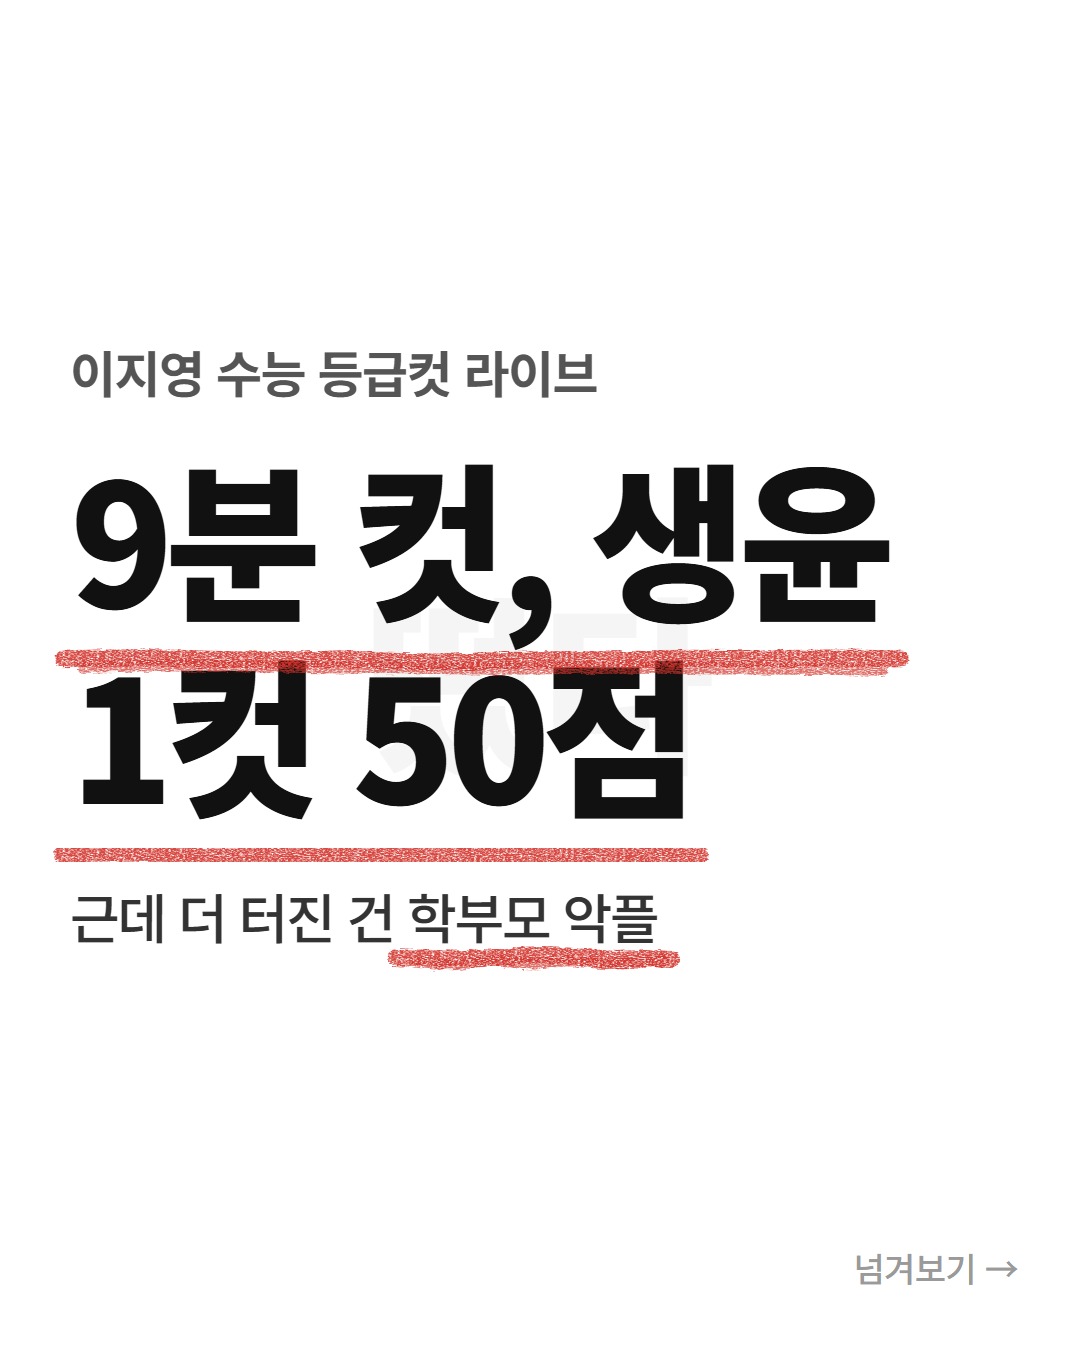 이지영 수능 등급컷 라이브
9분 컷, 생윤
1컷 50점
근데 더 터진 건 학부모 악플
넘겨보기 →